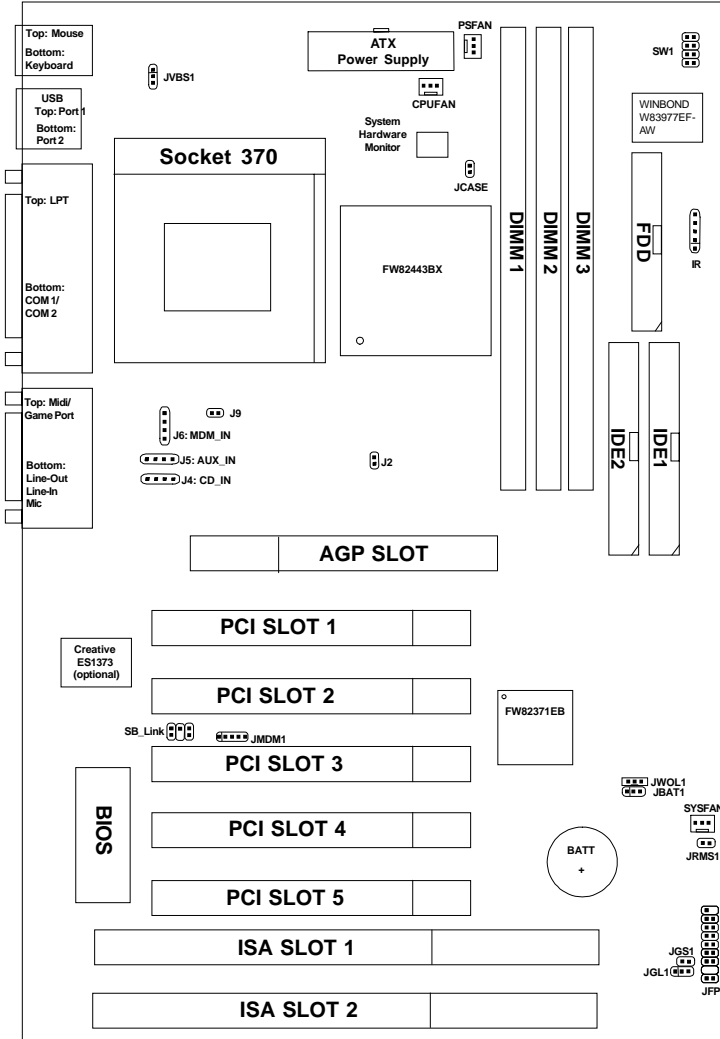 Top: Mouse
Bottom:
Keyboard
USB
Top: Port 1
Bottom:
Port 2
Top: LPT
Bottom:
COM 1/
COM 2
Top: Midi/
Game Port
Bottom:
Line-Out
Line-In
Mic
JVBS1
ATX
Power Supply
PSFAN
CPUFAN
System
Hardware
Monitor
JCASE
SW1
WINBOND
W83977EF-
AW
Socket 370
FW82443BX
DIMM 1
DIMM 2
DIMM 3
FDD
IR
IDE2
IDE1
J9
J6: MDM_IN
J5: AUX_IN
J4: CD_IN
J2
AGP SLOT
PCI SLOT 1
Creative
ES1373
(optional)
PCI SLOT 2
FW82371EB
SB_Link
JMDM1
PCI SLOT 3
JWOL1
JBAT1
BIOS
SYSFAN
PCI SLOT 4
BATT
+
JRMS1
PCI SLOT 5
ISA SLOT 1
JGS1
JGL1
JFP
ISA SLOT 2